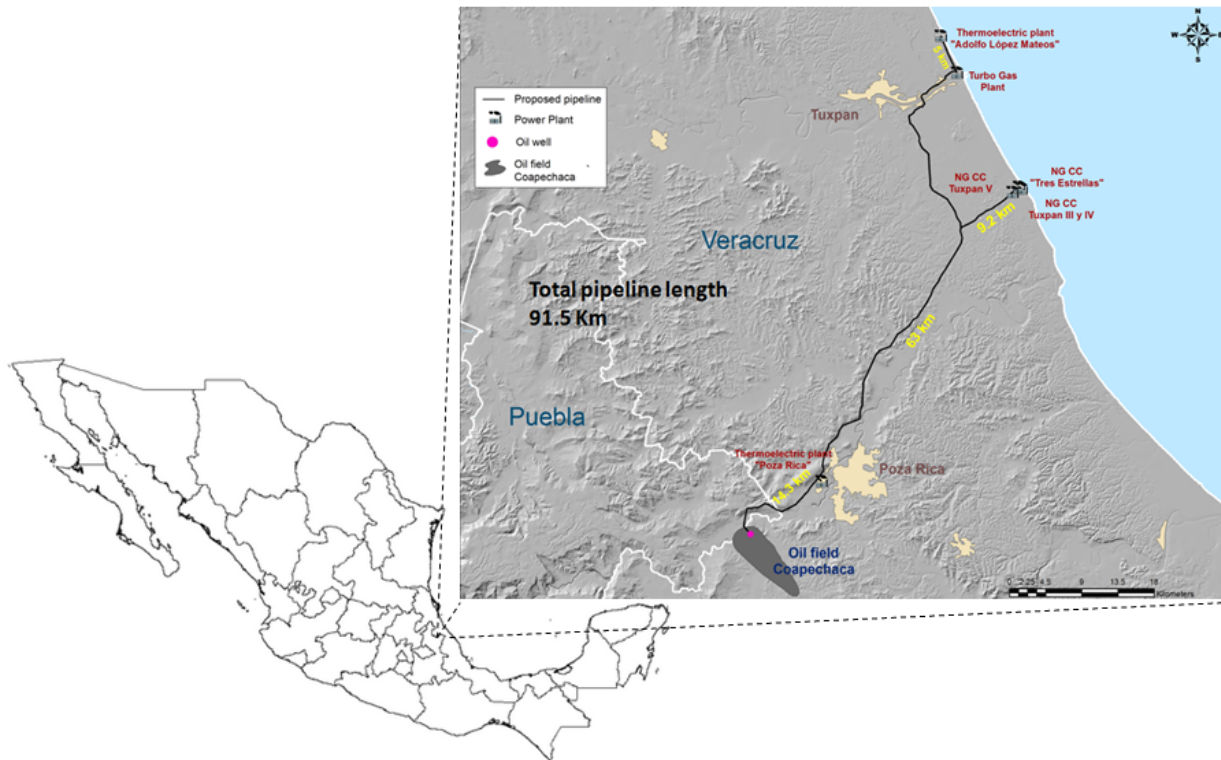 Thermoelectric plant
"Adolfo López Mateos"
5 km
Turbo Gas
Plant
N
W
E
S
Proposed pipeline
Power Plant
Oil well
Oil field
Coapechaca
Tuxpan
NG CC
Tuxpan V
NG CC
"Tres Estrellas"
NG CC
Tuxpan III y IV
9.2 km
Veracruz
Total pipeline length
91.5 Km
63 km
Puebla
Thermoelectric plant
"Poza Rica"
Poza Rica
14.3 km
Oil field
Coapechaca
0 2.25 4.5 9 13.5 18
Kilometers